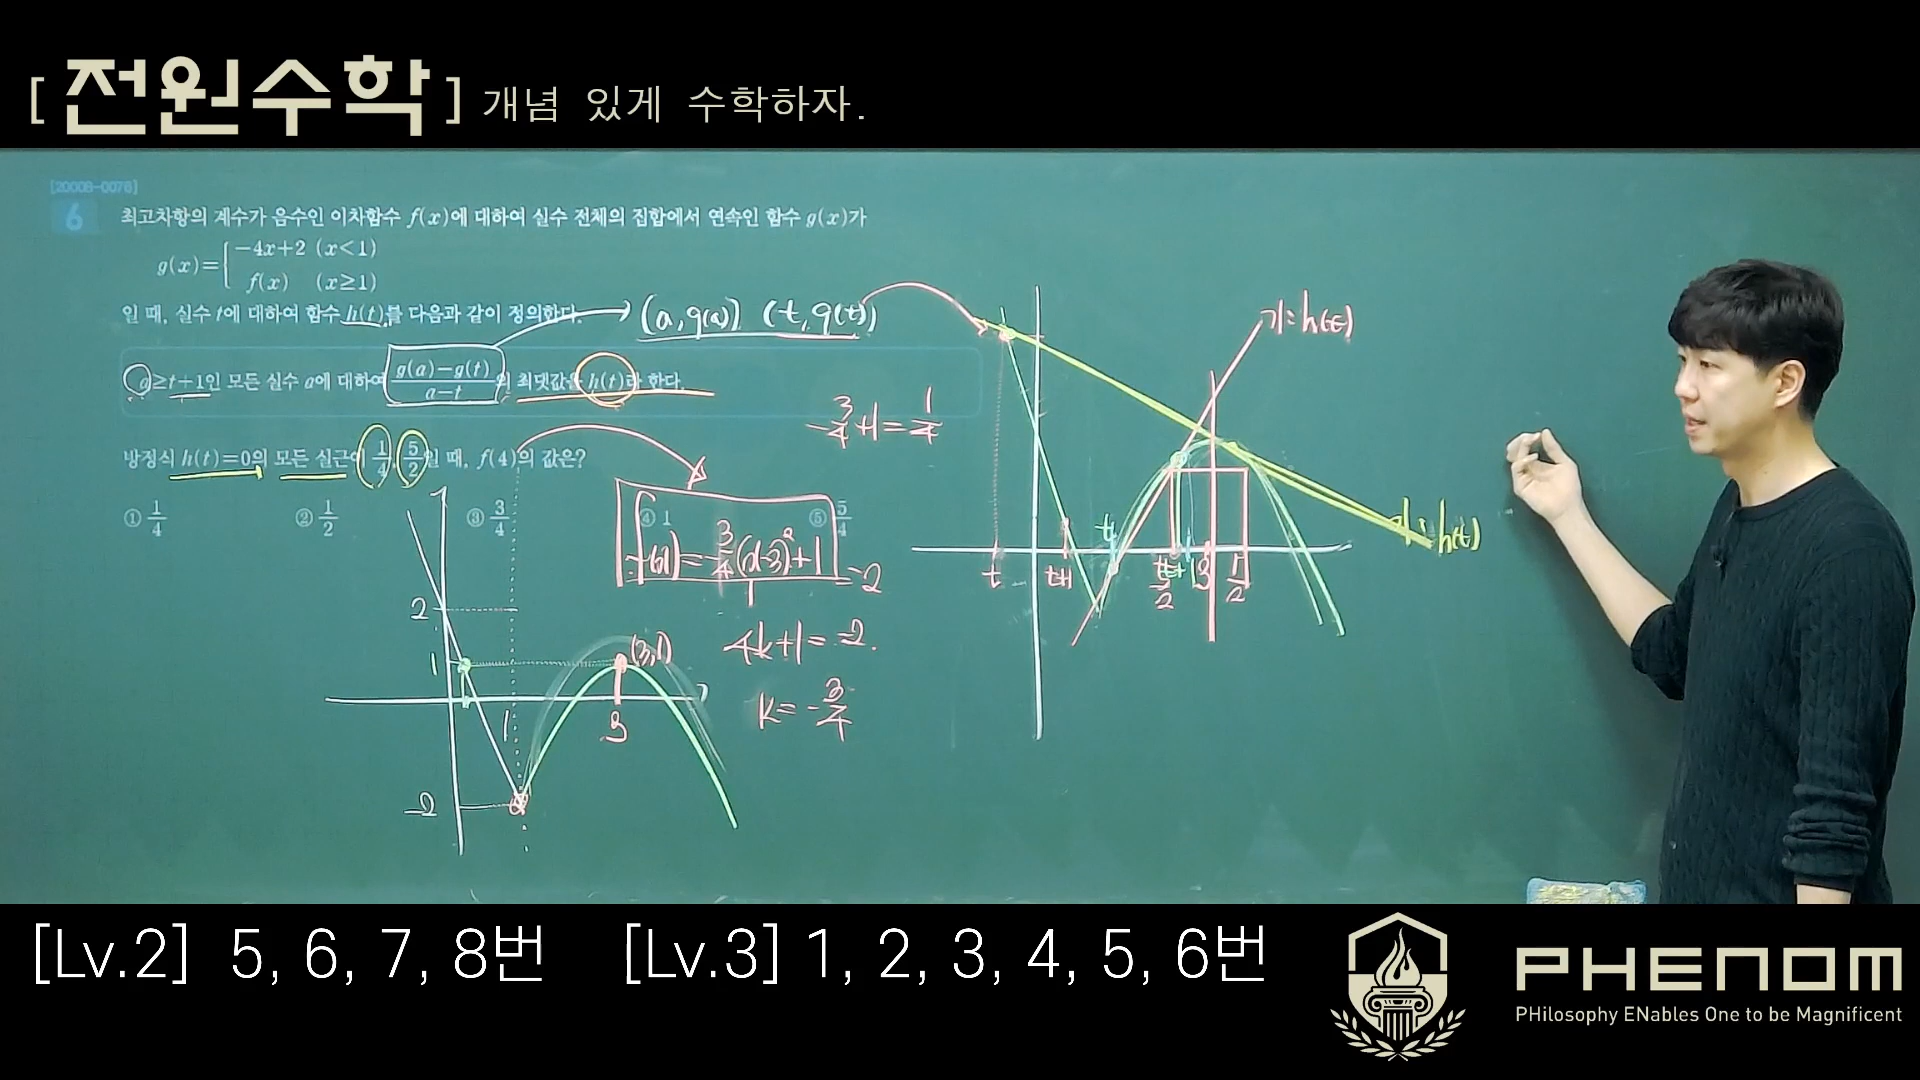 [전원수학] 개념 있게 수학하자.
[20008-0076]
6 최고차항의 계수가 음수인 이차함수 f(x)에 대하여 실수 전체의 집합에서 연속인 함수 g(x)가
g(x)={ -4x+2 (x<1)
f(x) (x≥1)
일 때, 실수 t에 대하여 함수 h(t)를 다음과 같이 정의한다.
(a, g(a)) (t, g(t))
a≥t+1인 모든 실수 a에 대하여 g(a)-g(t)/a-t 의 최댓값을 h(t)라 한다.
방정식 h(t)=0의 모든 실근이 1/4, 5/2일 때, f(4)의 값은?
① 1/4 ② 1/2 ③ 3/4 ④ 1 ⑤ 5/4
-3/4+1=1/4
f(x)=-3/4(x-3)²+1
1
=-2
4k+1=-2.
k=-3/4
2
1
(3,1)
1
3
-2
기:h(t)
h(t)
t
t+1
t
5/2
3
1/2
[Lv.2] 5, 6, 7, 8번 [Lv.3] 1, 2, 3, 4, 5, 6번
PHENOM
PHilosophy ENables One to be Magnificent